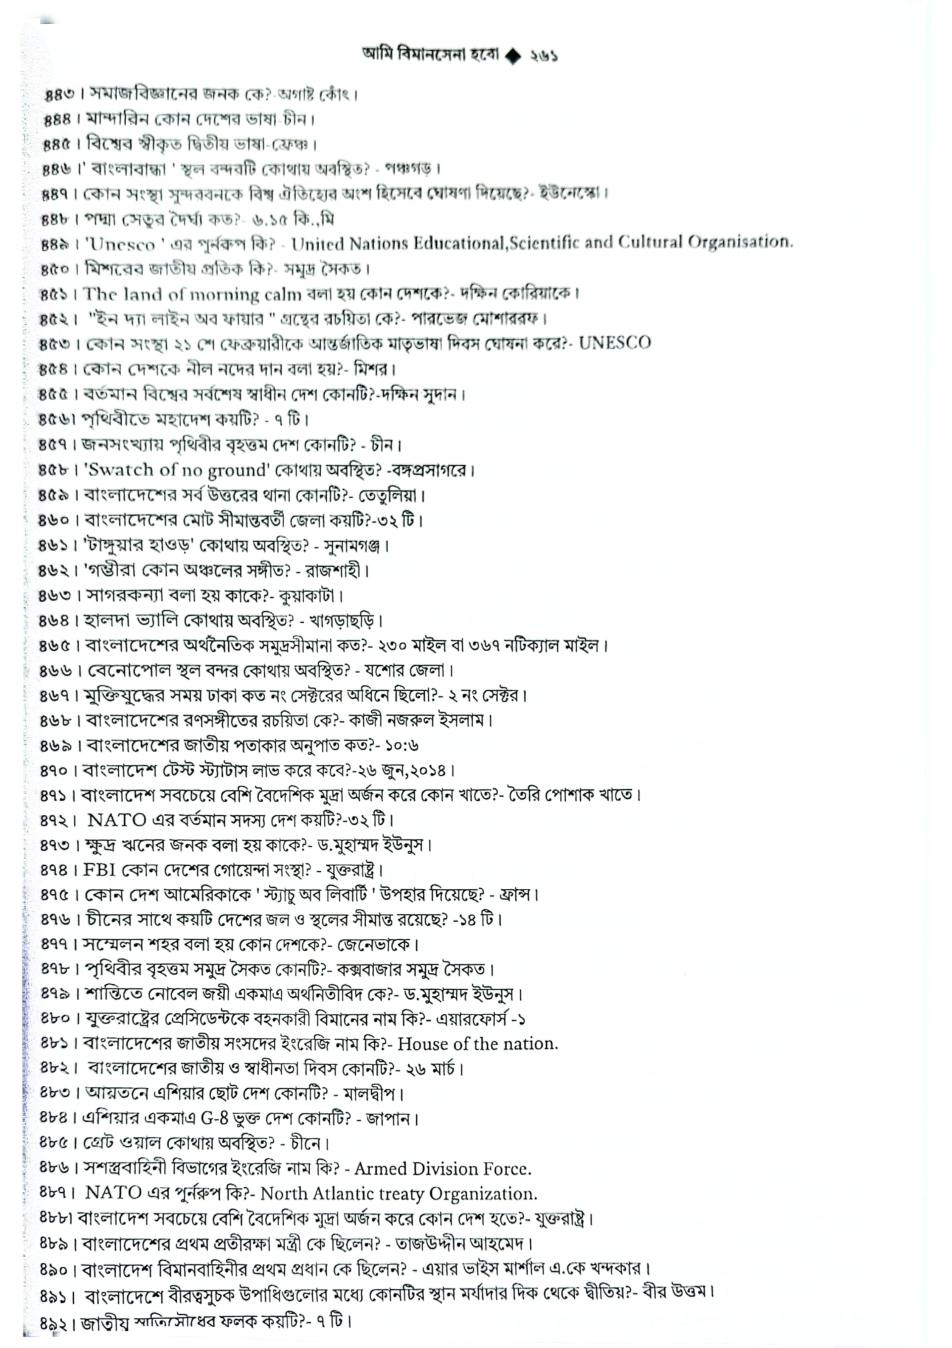 আমি বিমানসেনা হবো ◆ ২৬১
৪৪৩। সমাজবিজ্ঞানের জনক কে?-অগাষ্ট কোঁৎ।
৪৪৪। মান্দারিন কোন দেশের ভাষা-চীন।
৪৪৫। বিশ্বের স্বীকৃত দ্বিতীয় ভাষা-ফ্রেঞ্চ।
৪৪৬।' বাংলাবান্ধা ' স্থল বন্দরটি কোথায় অবস্থিত? - পঞ্চগড়।
৪৪৭। কোন সংস্থা সুন্দরবনকে বিশ্ব ঐতিহ্যের অংশ হিসেবে ঘোষণা দিয়েছে?- ইউনেস্কো।
৪৪৮। পদ্মা সেতুর দৈর্ঘ্য কত?- ৬.১৫ কি.,মি
৪৪৯। 'Unesco ' এর পুর্নরুপ কি? - United Nations Educational,Scientific and Cultural Organisation.
৪৫০। মিশরের জাতীয় প্রতিক কি?- সমুদ্র সৈকত।
৪৫১। The land of morning calm বলা হয় কোন দেশকে?- দক্ষিন কোরিয়াকে।
৪৫২। "ইন দ্যা লাইন অব ফায়ার " গ্রন্থের রচয়িতা কে?- পারভেজ মোশাররফ।
৪৫৩। কোন সংস্থা ২১ শে ফেব্রুয়ারীকে আন্তর্জাতিক মাতৃভাষা দিবস ঘোষনা করে?- UNESCO
৪৫৪। কোন দেশকে নীল নদের দান বলা হয়?- মিশর।
৪৫৫। বর্তমান বিশ্বের সর্বশেষ স্বাধীন দেশ কোনটি?-দক্ষিন সুদান।
৪৫৬। পৃথিবীতে মহাদেশ কয়টি? - ৭ টি।
৪৫৭। জনসংখ্যায় পৃথিবীর বৃহত্তম দেশ কোনটি? - চীন।
৪৫৮। 'Swatch of no ground' কোথায় অবস্থিত? -বঙ্গপ্রসাগরে।
৪৫৯। বাংলাদেশের সর্ব উত্তরের থানা কোনটি?- তেতুলিয়া।
৪৬০। বাংলাদেশের মোট সীমান্তবর্তী জেলা কয়টি?-৩২ টি।
৪৬১। 'টাঙ্গুয়ার হাওড়' কোথায় অবস্থিত? - সুনামগঞ্জ।
৪৬২। 'গম্ভীরা কোন অঞ্চলের সঙ্গীত? - রাজশাহী।
৪৬৩। সাগরকন্যা বলা হয় কাকে?- কুয়াকাটা।
৪৬৪। হালদা ভ্যালি কোথায় অবস্থিত? - খাগড়াছড়ি।
৪৬৫। বাংলাদেশের অর্থনৈতিক সমুদ্রসীমানা কত?- ২৩০ মাইল বা ৩৬৭ নটিক্যাল মাইল।
৪৬৬। বেনোপোল স্থল বন্দর কোথায় অবস্থিত? - যশোর জেলা।
৪৬৭। মুক্তিযুদ্ধের সময় ঢাকা কত নং সেক্টরের অধিনে ছিলো?- ২ নং সেক্টর।
৪৬৮। বাংলাদেশের রণসঙ্গীতের রচয়িতা কে?- কাজী নজরুল ইসলাম।
৪৬৯। বাংলাদেশের জাতীয় পতাকার অনুপাত কত?- ১০:৬
৪৭০। বাংলাদেশ টেস্ট স্ট্যাটাস লাভ করে কবে?-২৬ জুন,২০১৪।
৪৭১। বাংলাদেশ সবচেয়ে বেশি বৈদেশিক মুদ্রা অর্জন করে কোন খাতে?- তৈরি পোশাক খাতে।
৪৭২। NATO এর বর্তমান সদস্য দেশ কয়টি?-৩২ টি।
৪৭৩। ক্ষুদ্র ঋনের জনক বলা হয় কাকে?- ড.মুহাম্মদ ইউনুস।
৪৭৪। FBI কোন দেশের গোয়েন্দা সংস্থা? - যুক্তরাষ্ট্র।
৪৭৫। কোন দেশ আমেরিকাকে ' স্ট্যাচু অব লিবার্টি ' উপহার দিয়েছে? - ফ্রান্স।
৪৭৬। চীনের সাথে কয়টি দেশের জল ও স্থলের সীমান্ত রয়েছে? -১৪ টি।
৪৭৭। সম্মেলন শহর বলা হয় কোন দেশকে?- জেনেভাকে।
৪৭৮। পৃথিবীর বৃহত্তম সমুদ্র সৈকত কোনটি?- কক্সবাজার সমুদ্র সৈকত।
৪৭৯। শান্তিতে নোবেল জয়ী একমাএ অর্থনিতীবিদ কে?- ড.মুহাম্মদ ইউনুস।
৪৮০। যুক্তরাষ্ট্রের প্রেসিডেন্টকে বহনকারী বিমানের নাম কি?- এয়ারফোর্স -১
৪৮১। বাংলাদেশের জাতীয় সংসদের ইংরেজি নাম কি?- House of the nation.
৪৮২। বাংলাদেশের জাতীয় ও স্বাধীনতা দিবস কোনটি?- ২৬ মার্চ।
৪৮৩। আয়তনে এশিয়ার ছোট দেশ কোনটি? - মালদ্বীপ।
৪৮৪। এশিয়ার একমাএ G-8 ভুক্ত দেশ কোনটি? - জাপান।
৪৮৫। গ্রেট ওয়াল কোথায় অবস্থিত? - চীনে।
৪৮৬। সশস্ত্রবাহিনী বিভাগের ইংরেজি নাম কি? - Armed Division Force.
৪৮৭। NATO এর পুর্নরুপ কি?- North Atlantic treaty Organization.
৪৮৮। বাংলাদেশ সবচেয়ে বেশি বৈদেশিক মুদ্রা অর্জন করে কোন দেশ হতে?- যুক্তরাষ্ট্র।
৪৮৯। বাংলাদেশের প্রথম প্রতীরক্ষা মন্ত্রী কে ছিলেন? - তাজউদ্দীন আহমেদ।
৪৯০। বাংলাদেশ বিমানবাহিনীর প্রথম প্রধান কে ছিলেন? - এয়ার ভাইস মার্শাল এ.কে খন্দকার।
৪৯১। বাংলাদেশে বীরত্বসুচক উপাধিগুলোর মধ্যে কোনটির স্থান মর্যাদার দিক থেকে দ্বীতিয়?- বীর উত্তম।
৪৯২। জাতীয় স্মৃতিসৌধের ফলক কয়টি?- ৭ টি।